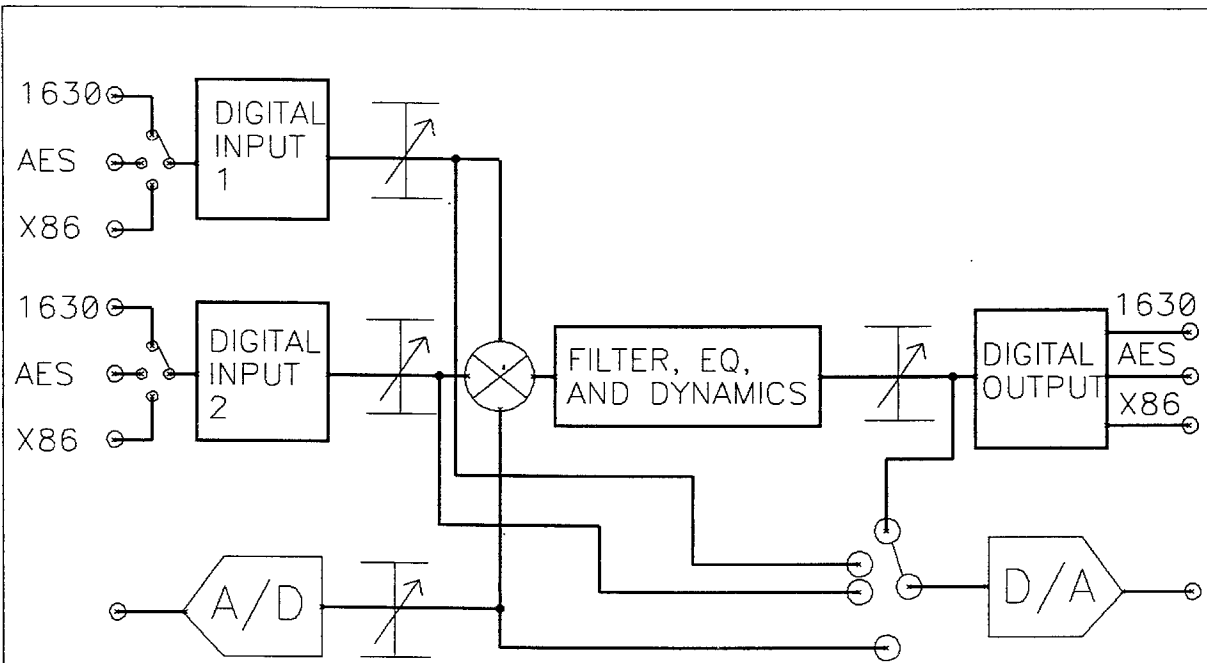 1630
AES
X86
DIGITAL
INPUT
1
1630
AES
X86
DIGITAL
INPUT
2
FILTER, EQ,
AND DYNAMICS
DIGITAL
OUTPUT
1630
AES
X86
A/D
D/A